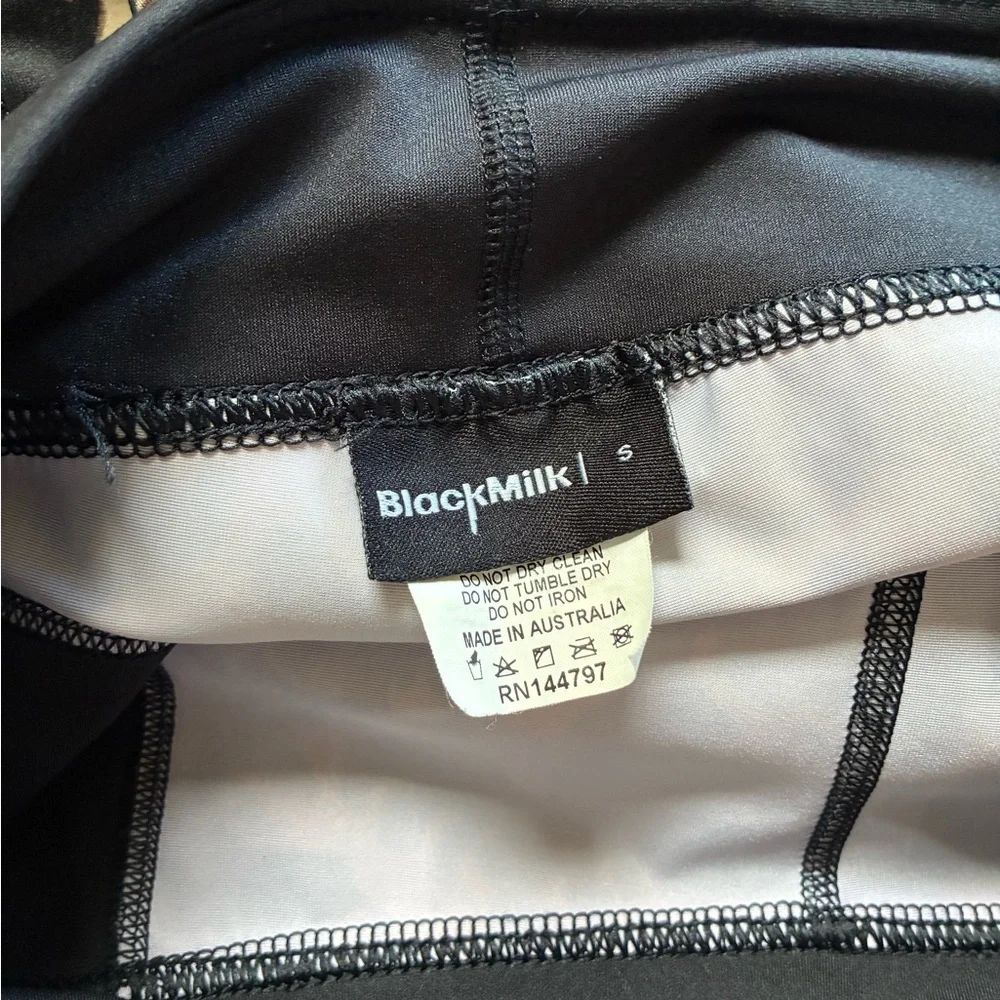 BlackMilk
S
DO NOT DRY CLEAN
DO NOT TUMBLE DRY
DO NOT IRON
MADE IN AUSTRALIA
RN144797